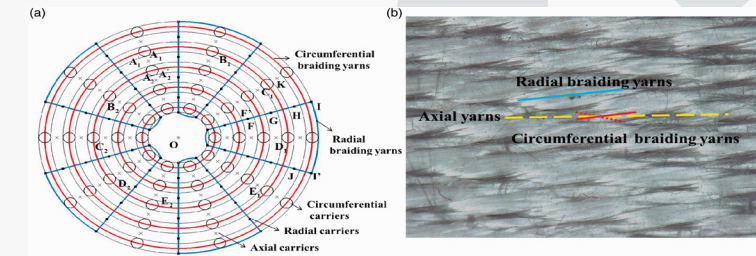 (a)
Circumferential
braiding yarns
A₁ A₁
B₁
A₂ A₂
K
C₁
B₂
I
H
G
F'
F
Radial
braiding yarns
O
C₂
D₁
J
I'
D₂
E₁
E₂
Circumferential
carriers
Radial carriers
Axial carriers
(b)
Radial braiding yarns
Axial yarns
Circumferential braiding yarns